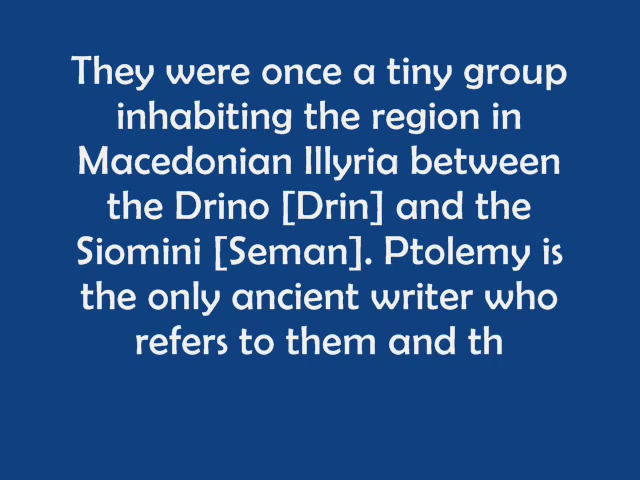 They were once a tiny group
inhabiting the region in
Macedonian Illyria between
the Drino [Drin] and the
Siomini [Seman]. Ptolemy is
the only ancient writer who
refers to them and th